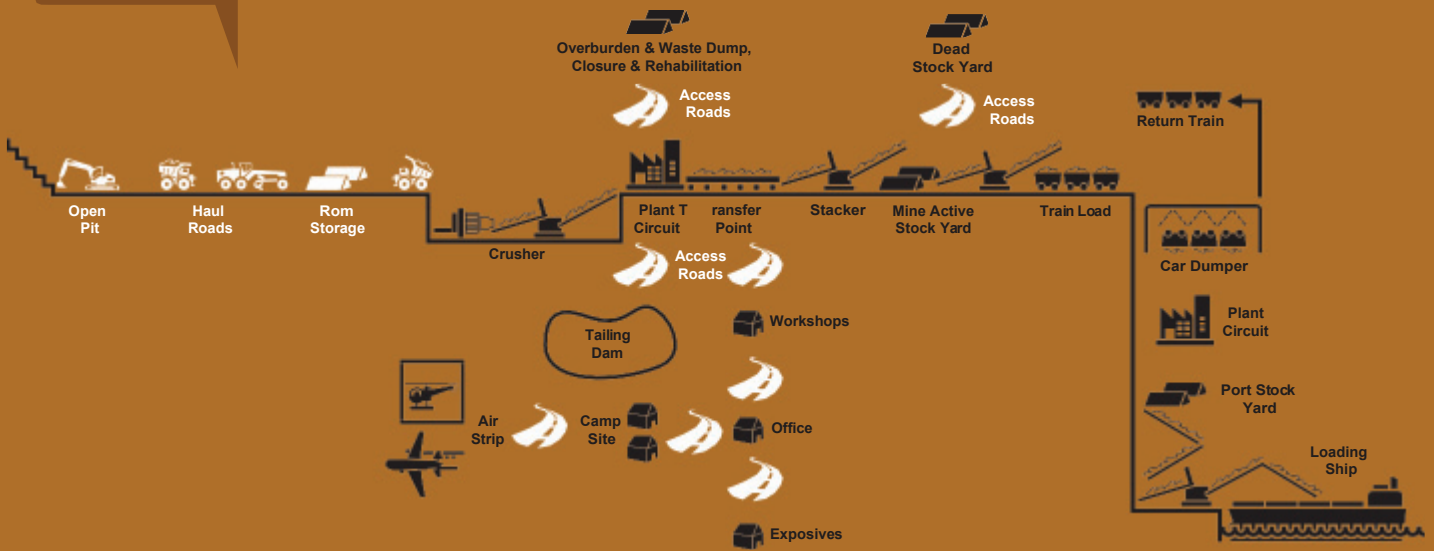 Overburden & Waste Dump,
Closure & Rehabilitation
Dead
Stock Yard
Access
Roads
Access
Roads
Return Train
Open
Pit
Haul
Roads
Rom
Storage
Crusher
Plant T
Circuit
ransfer
Point
Stacker
Mine Active
Stock Yard
Train Load
Car Dumper
Access
Roads
Workshops
Tailing
Dam
Plant
Circuit
Port Stock
Yard
Air
Strip
Camp
Site
Office
Loading
Ship
Exposives